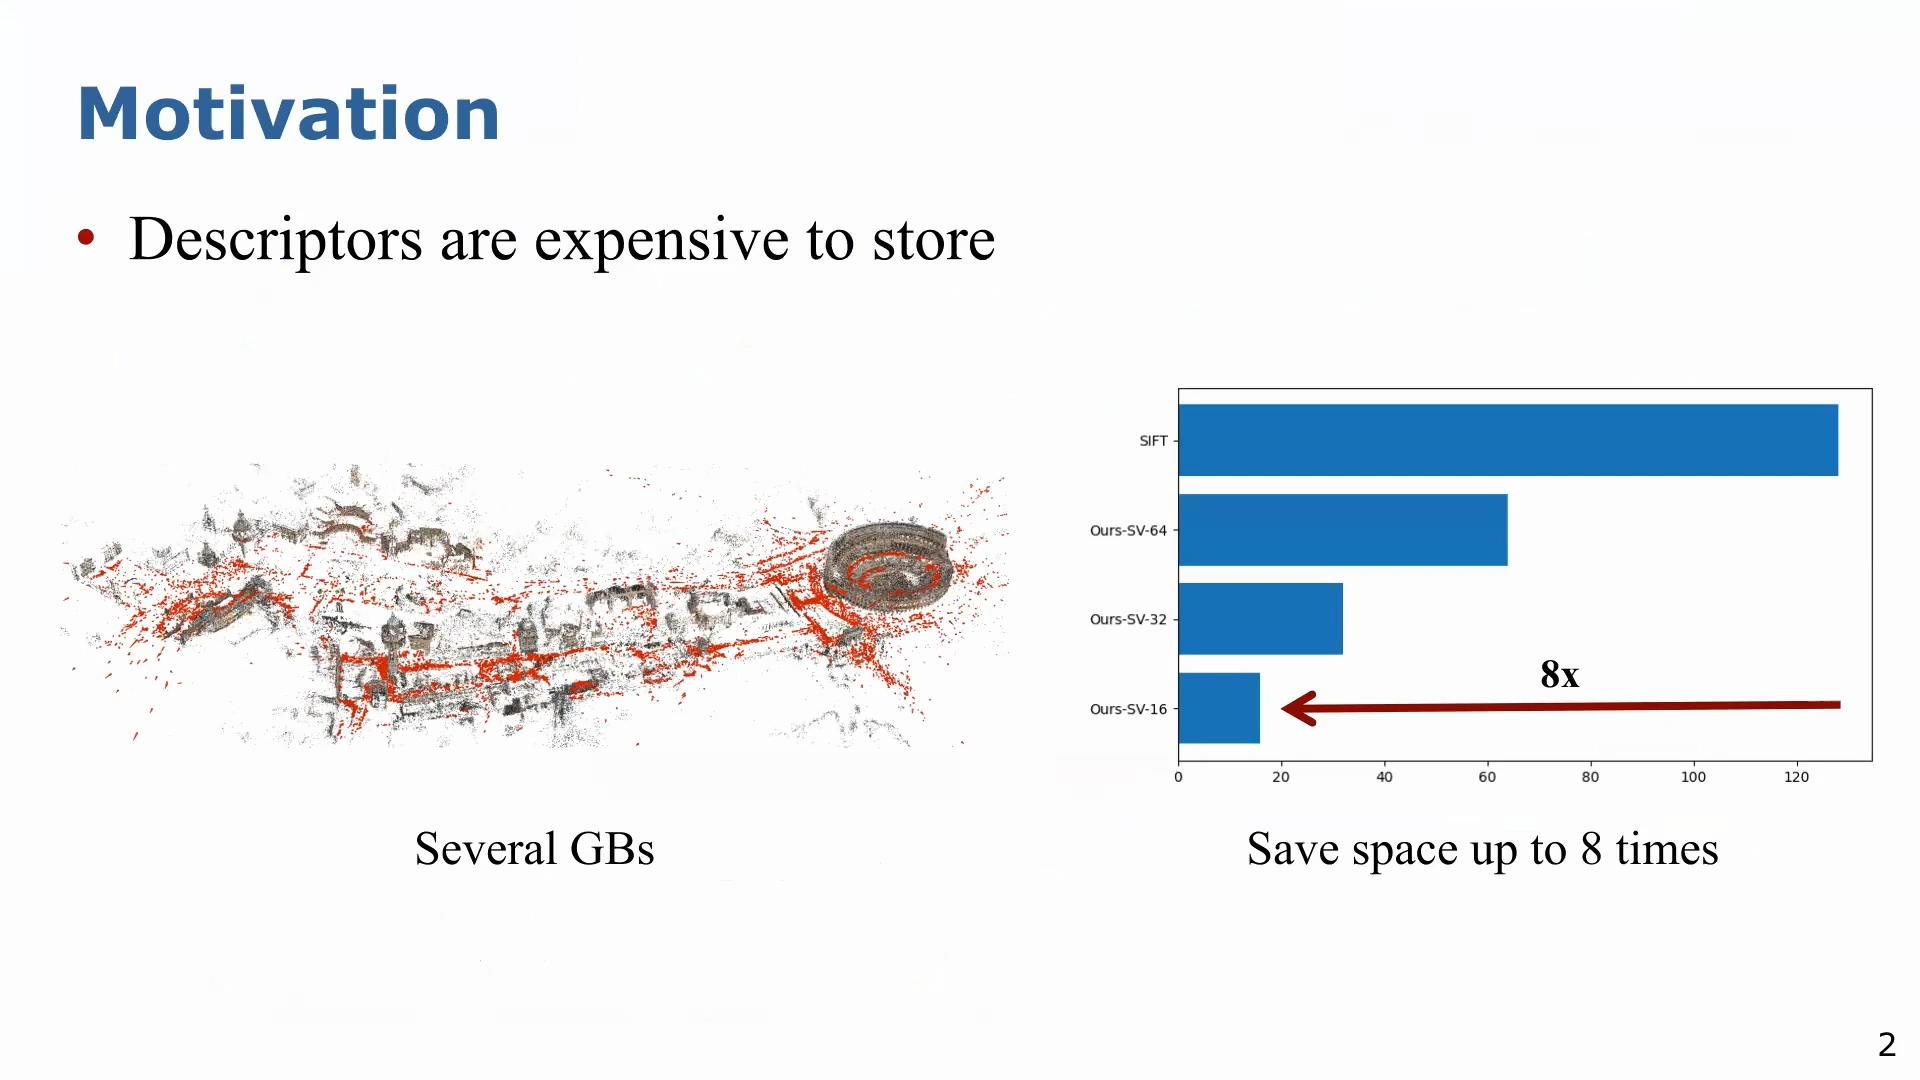 Motivation
• Descriptors are expensive to store
SIFT
Ours-SV-64
Ours-SV-32
8x
Ours-SV-16
0 20 40 60 80 100 120
Several GBs
Save space up to 8 times
2